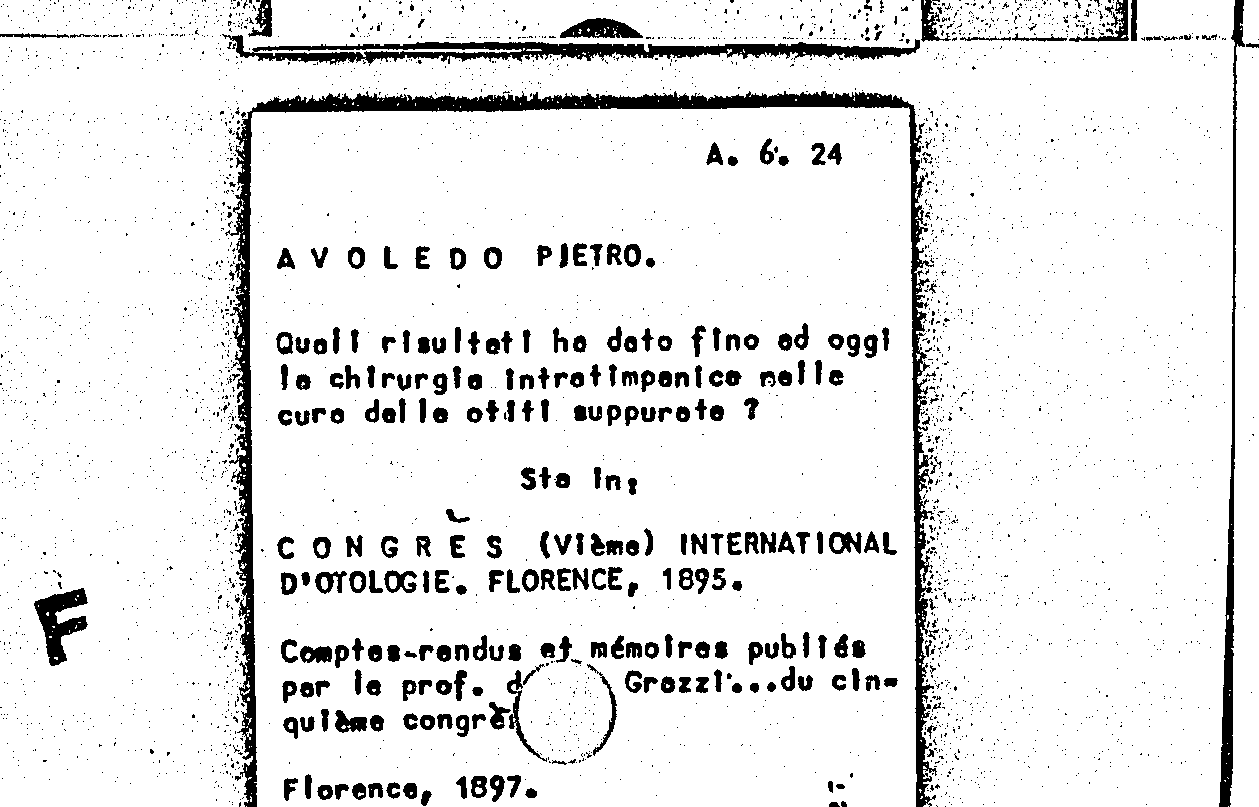 A. 6. 24
A V O L E D O PIETRO.
Quali risultati ha dato fino ad oggi
la chirurgia intratimpanica nella
cura delle otiti suppurate ?
Sta in:
C O N G R È S (VIème) INTERNATIONAL
D'OTOLOGIE. FLORENCE, 1895.
Comptes-rendus et mémoires publiés
par le prof. Grazzi...du cin-
quième congrès
Florence, 1897.
F